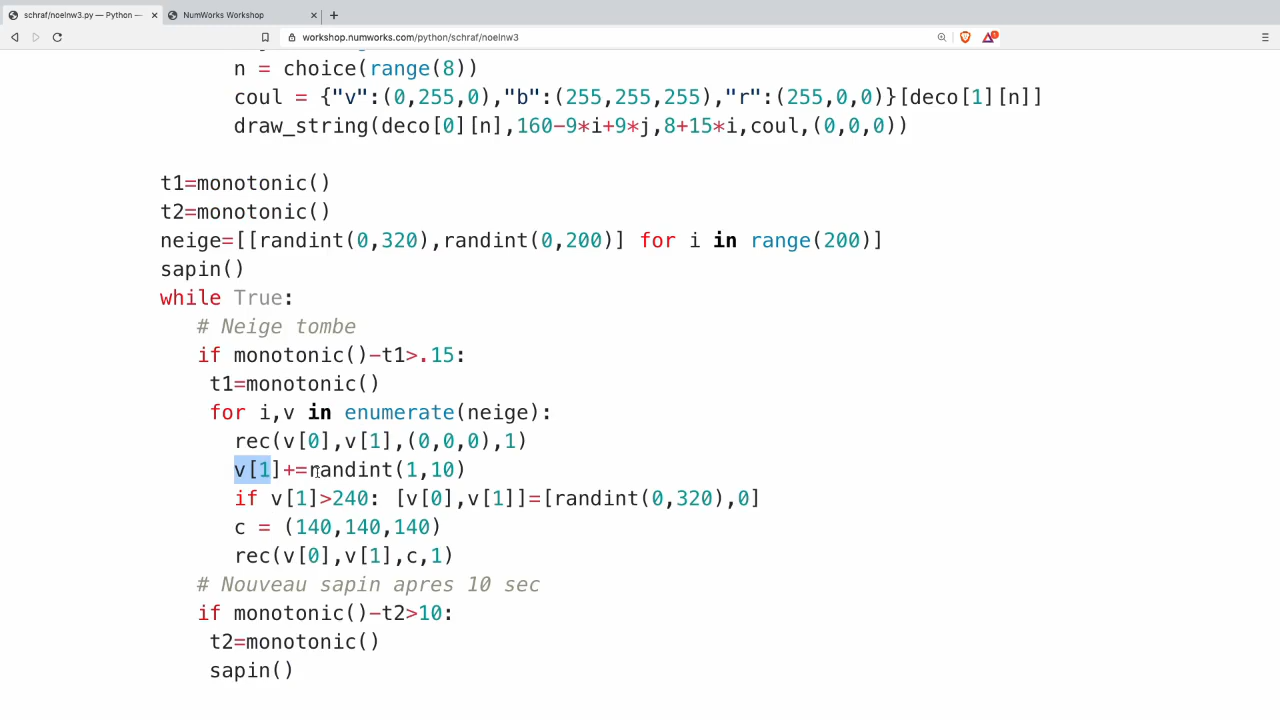 schraf/noelnw3.py — Python —
NumWorks Workshop
workshop.numworks.com/python/schraf/noelnw3
n = choice(range(8))
coul = {"v":(0,255,0),"b":(255,255,255),"r":(255,0,0)}[deco[1][n]]
draw_string(deco[0][n],160-9*i+9*j,8+15*i,coul,(0,0,0))
t1=monotonic()
t2=monotonic()
neige=[[randint(0,320),randint(0,200)] for i in range(200)]
sapin()
while True:
# Neige tombe
if monotonic()-t1>.15:
t1=monotonic()
for i,v in enumerate(neige):
rec(v[0],v[1],(0,0,0),1)
v[1]+=randint(1,10)
if v[1]>240: [v[0],v[1]]=[randint(0,320),0]
c = (140,140,140)
rec(v[0],v[1],c,1)
# Nouveau sapin apres 10 sec
if monotonic()-t2>10:
t2=monotonic()
sapin()